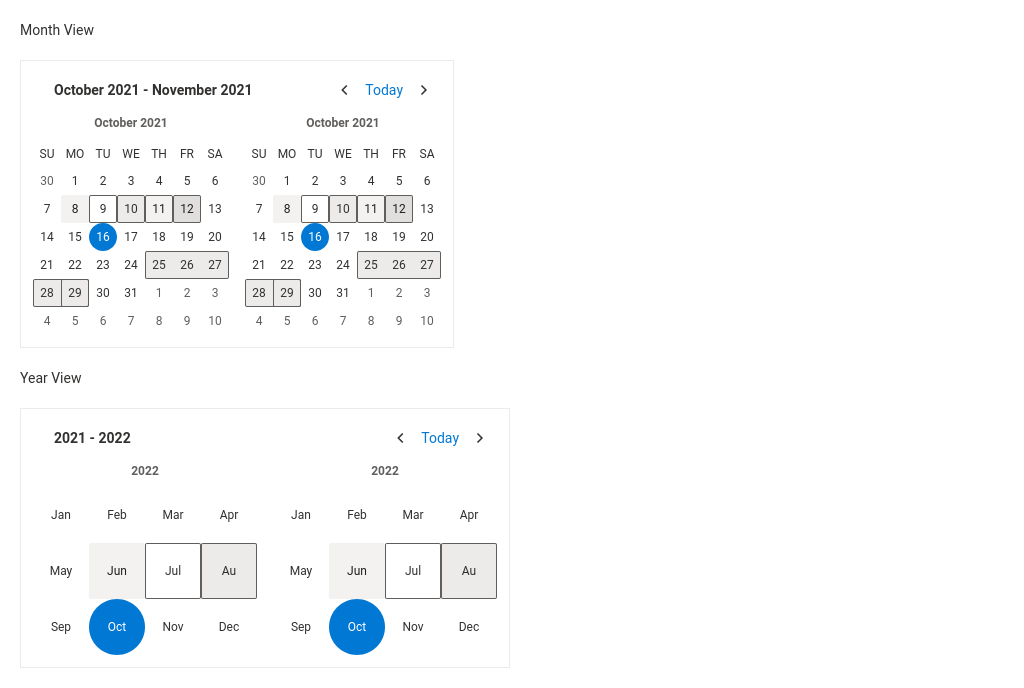 Month View
October 2021 - November 2021 Today
October 2021 October 2021
SU MO TU WE TH FR SA SU MO TU WE TH FR SA
30 1 2 3 4 5 6 30 1 2 3 4 5 6
7 8 9 10 11 12 13 7 8 9 10 11 12 13
14 15 16 17 18 19 20 14 15 16 17 18 19 20
21 22 23 24 25 26 27 21 22 23 24 25 26 27
28 29 30 31 1 2 3 28 29 30 31 1 2 3
4 5 6 7 8 9 10 4 5 6 7 8 9 10
Year View
2021 - 2022 Today
2022 2022
Jan Feb Mar Apr Jan Feb Mar Apr
May Jun Jul Au May Jun Jul Au
Sep Oct Nov Dec Sep Oct Nov Dec